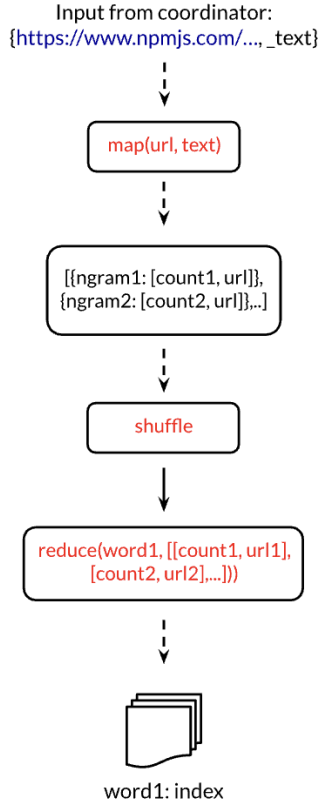 Input from coordinator:
{https://www.npmjs.com/..., _text}
map(url, text)
[{ngram1: [count1, url]},
{ngram2: [count2, url]},..]
shuffle
reduce(word1, [[count1, url1],
[count2, url2],...]))
word1: index